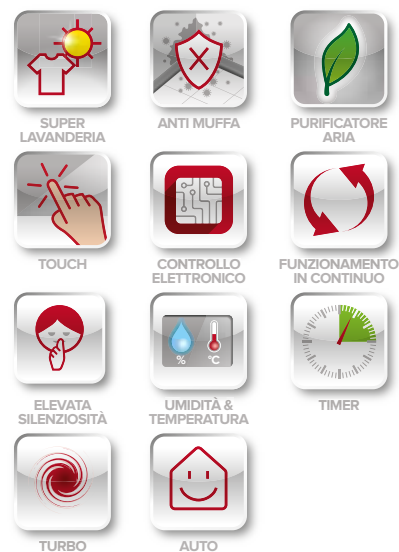 SUPER
LAVANDERIA
ANTI MUFFA
PURIFICATORE
ARIA
TOUCH
CONTROLLO
ELETTRONICO
FUNZIONAMENTO
IN CONTINUO
ELEVATA
SILENZIOSITÀ
% °C
UMIDITÀ &
TEMPERATURA
TIMER
TURBO
AUTO